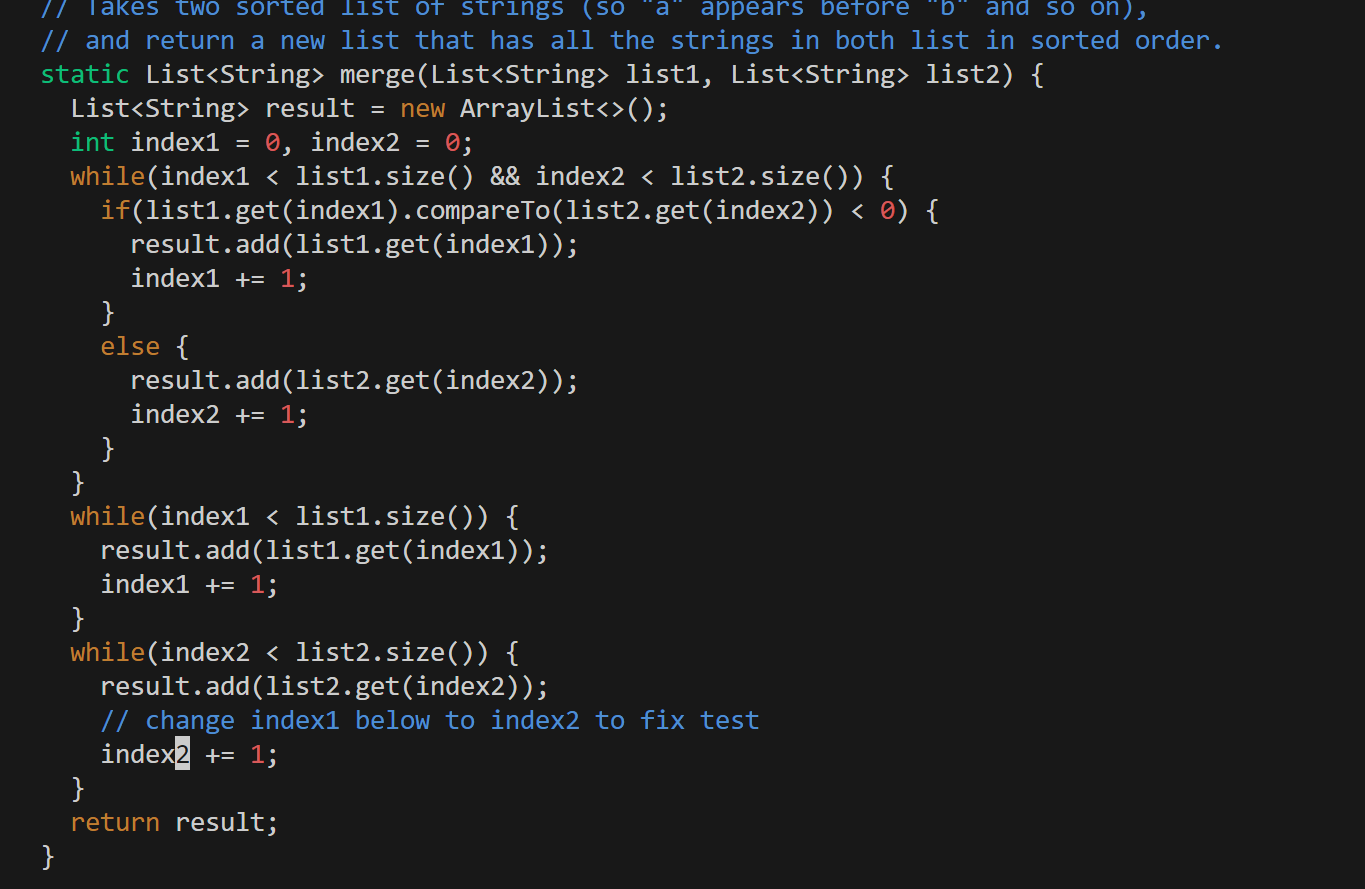 // Takes two sorted list of strings (so "a" appears before "b" and so on),
// and return a new list that has all the strings in both list in sorted order.
static List<String> merge(List<String> list1, List<String> list2) {
  List<String> result = new ArrayList<>();
  int index1 = 0, index2 = 0;
  while(index1 < list1.size() && index2 < list2.size()) {
    if(list1.get(index1).compareTo(list2.get(index2)) < 0) {
      result.add(list1.get(index1));
      index1 += 1;
    }
    else {
      result.add(list2.get(index2));
      index2 += 1;
    }
  }
  while(index1 < list1.size()) {
    result.add(list1.get(index1));
    index1 += 1;
  }
  while(index2 < list2.size()) {
    result.add(list2.get(index2));
    // change index1 below to index2 to fix test
    index2 += 1;
  }
  return result;
}